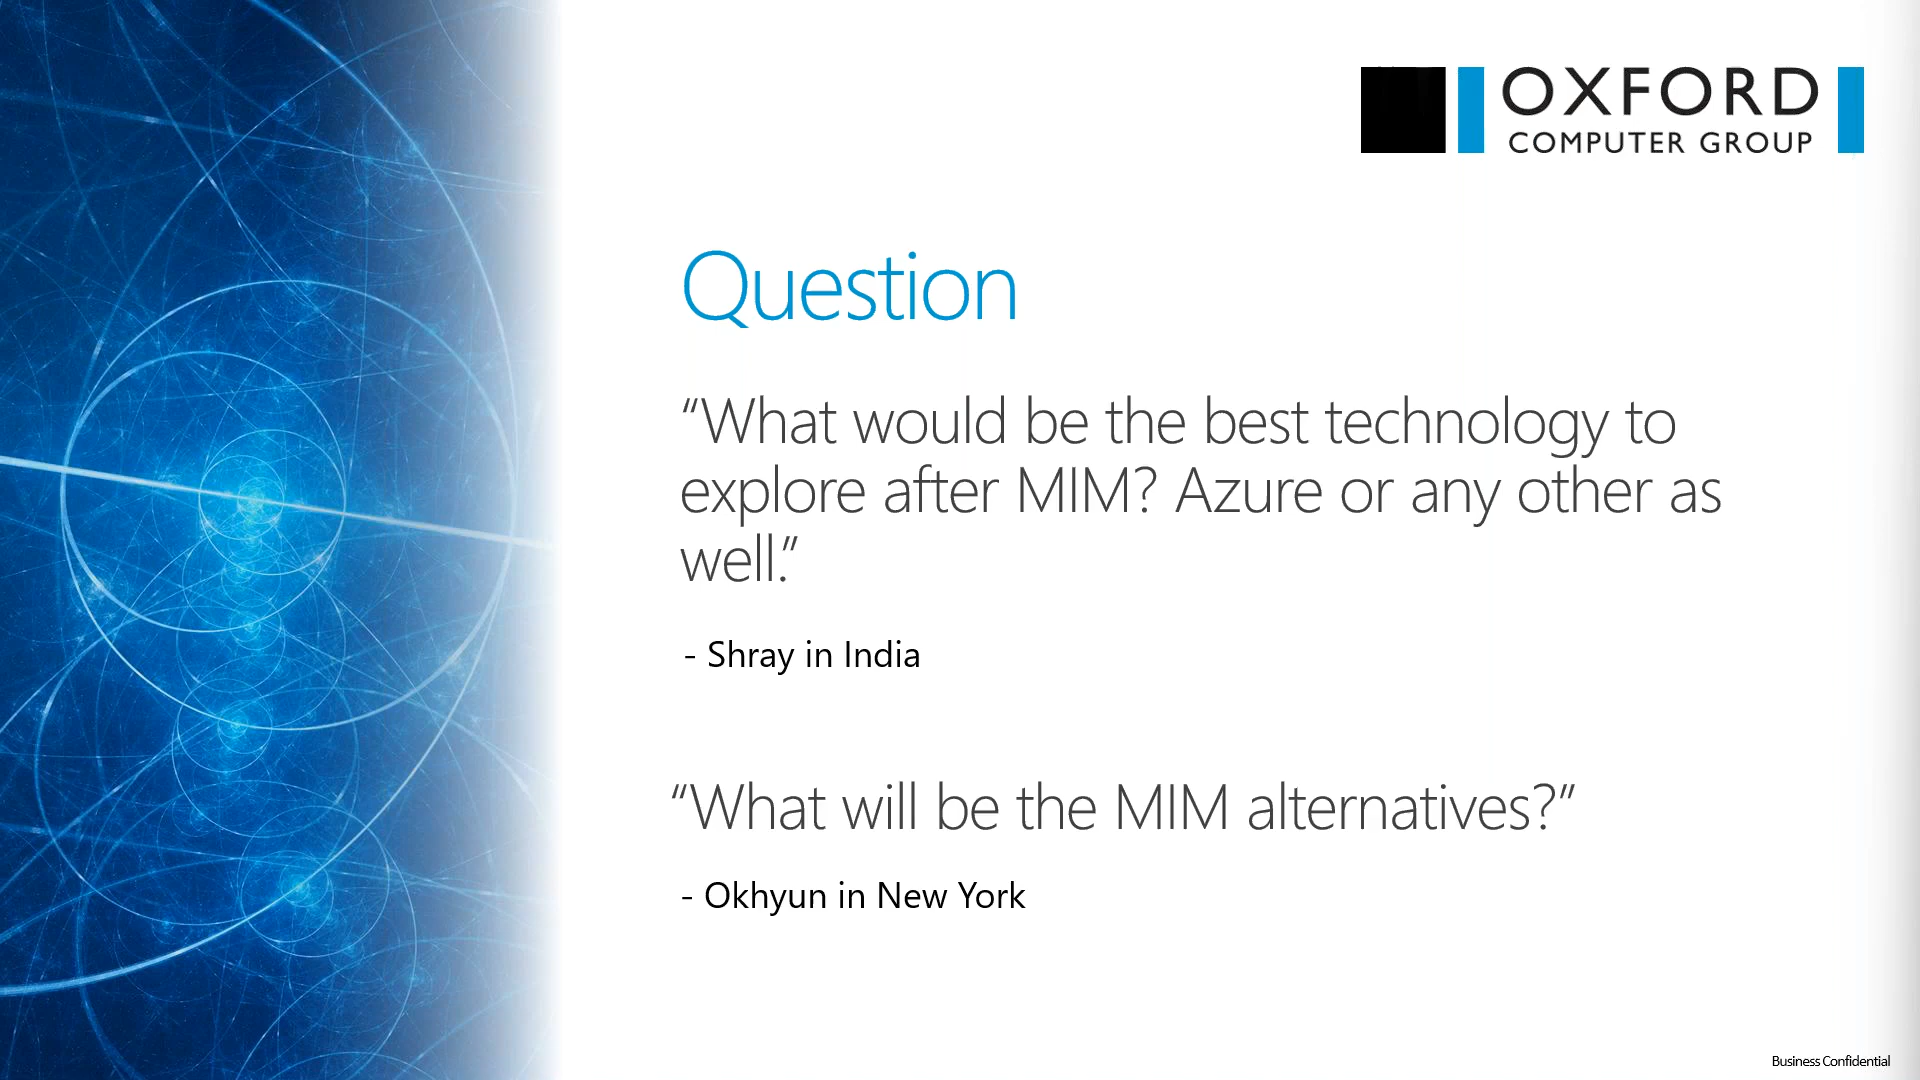 OXFORD
COMPUTER GROUP
Question
“What would be the best technology to
explore after MIM? Azure or any other as
well.”
- Shray in India
“What will be the MIM alternatives?”
- Okhyun in New York
Business Confidential